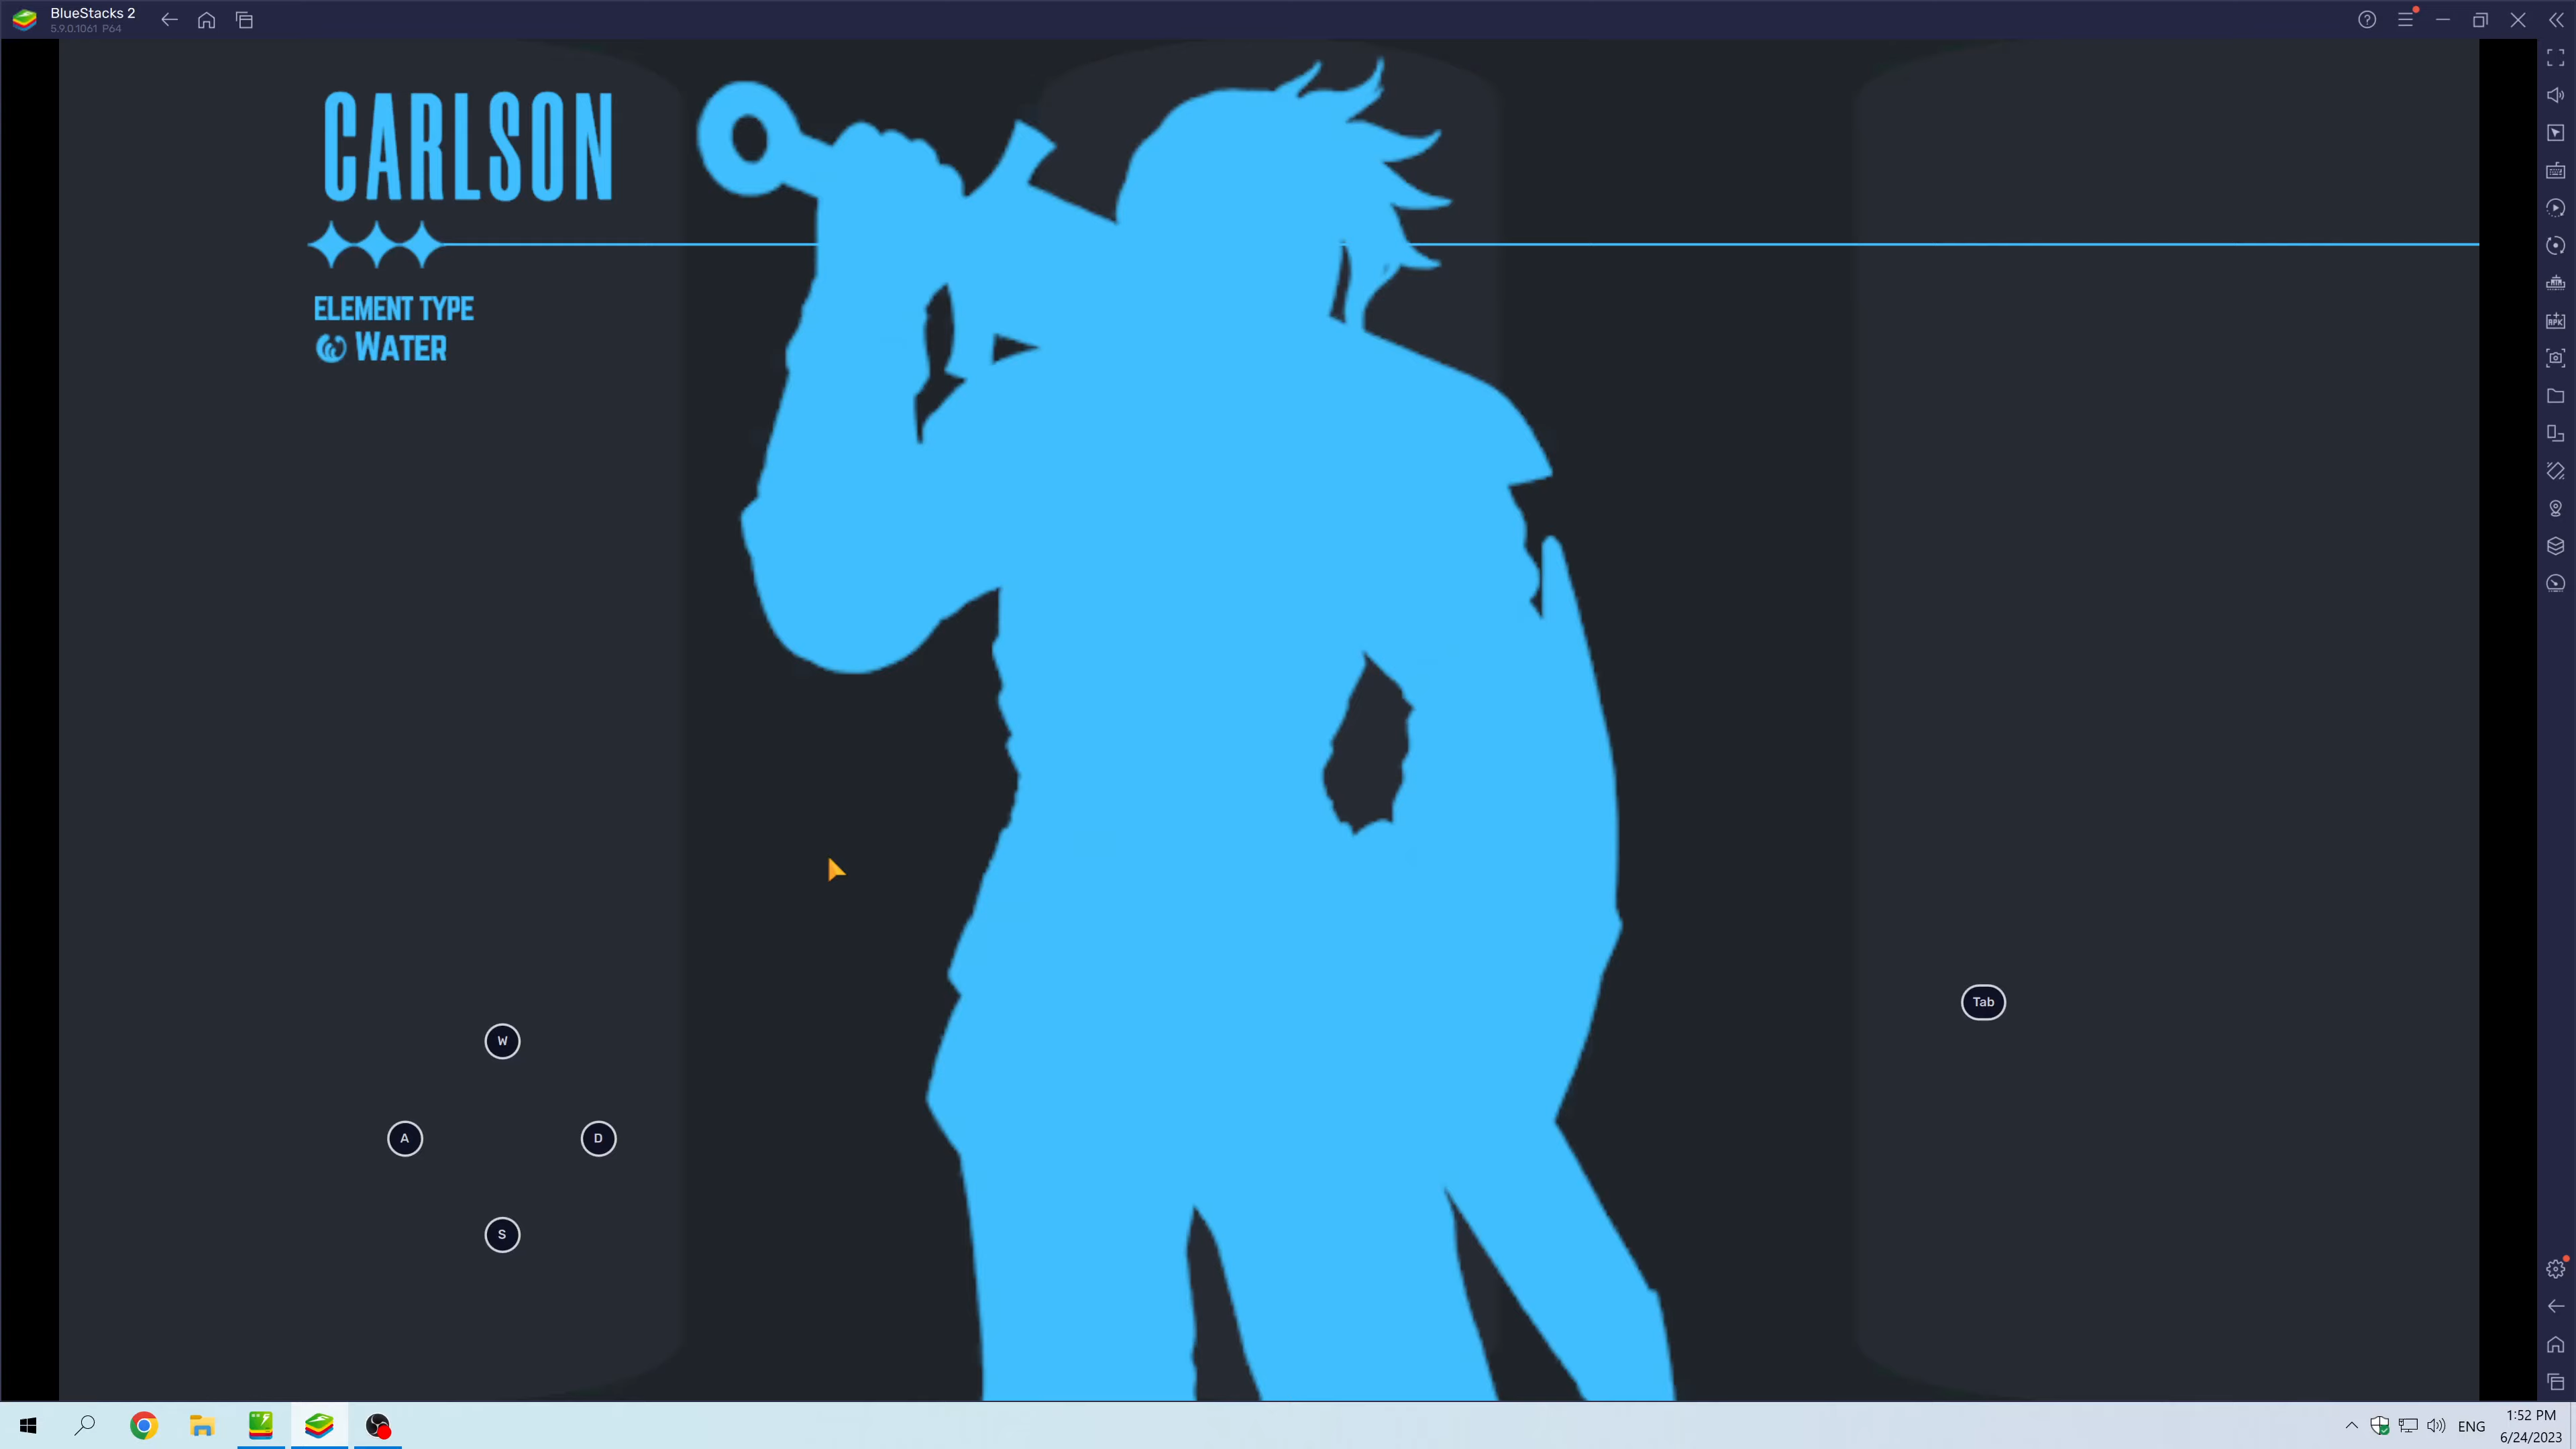 BlueStacks 2
5.9.0.1061 P64
CARLSON
ELEMENT TYPE
WATER
W
A
D
S
Tab
ENG
1:52 PM
6/24/2023